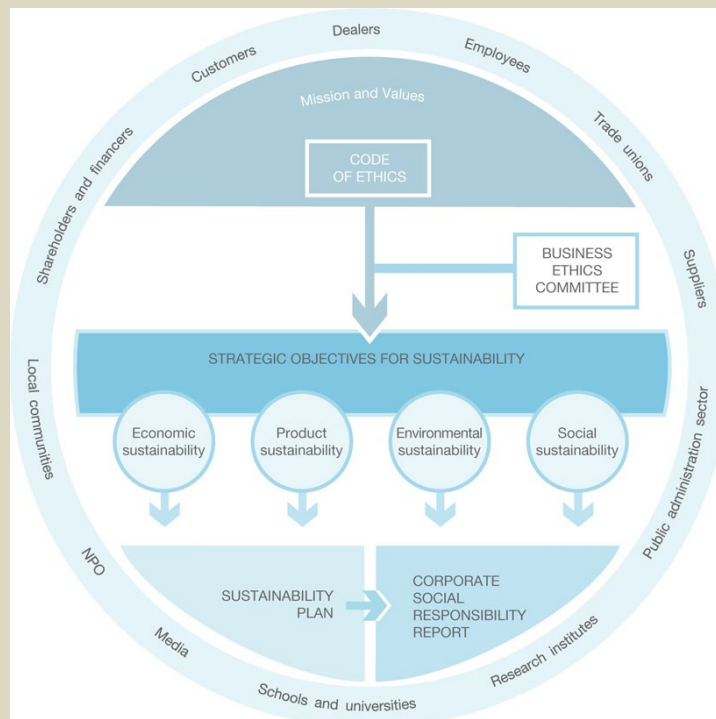 Dealers
Employees
Trade unions
Suppliers
Public administration sector
Research institutes
Schools and universities
Media
NPO
Local communities
Shareholders and financers
Customers
Mission and Values
CODE
OF ETHICS
BUSINESS
ETHICS
COMMITTEE
STRATEGIC OBJECTIVES FOR SUSTAINABILITY
Economic
sustainability
Product
sustainability
Environmental
sustainability
Social
sustainability
SUSTAINABILITY
PLAN
CORPORATE
SOCIAL
RESPONSIBILITY
REPORT